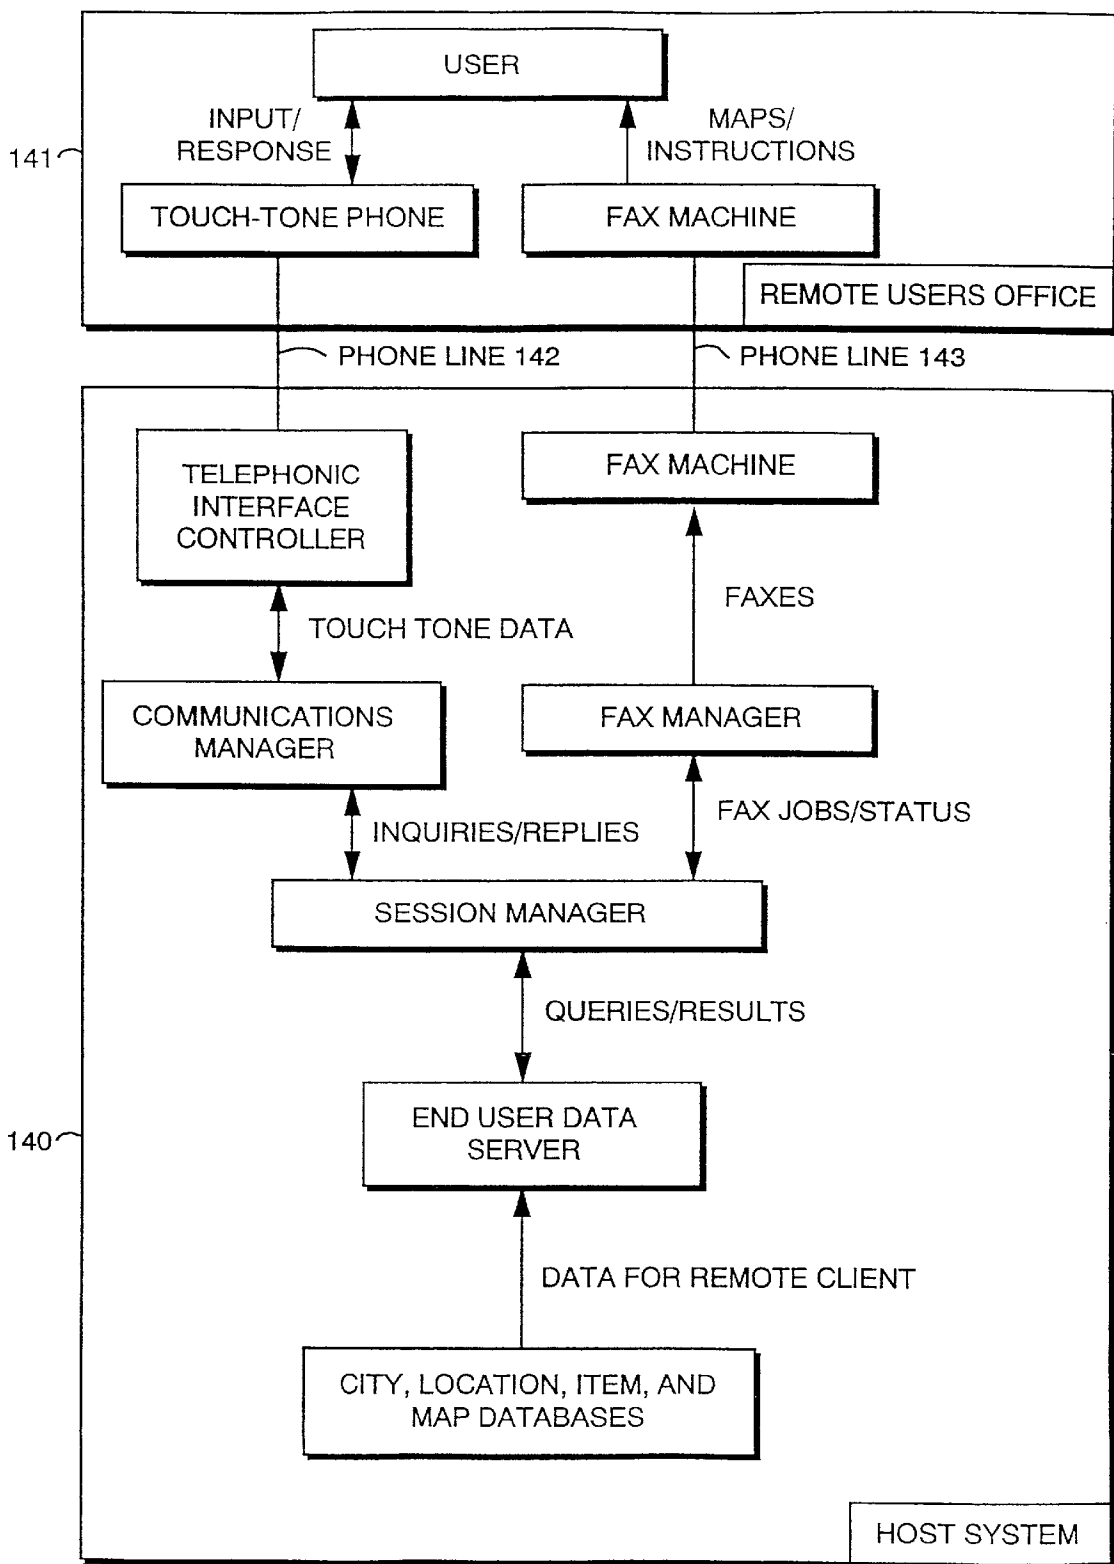 USER
INPUT/
RESPONSE
MAPS/
INSTRUCTIONS
141
TOUCH-TONE PHONE
FAX MACHINE
REMOTE USERS OFFICE
PHONE LINE 142
PHONE LINE 143
TELEPHONIC
INTERFACE
CONTROLLER
FAX MACHINE
FAXES
TOUCH TONE DATA
COMMUNICATIONS
MANAGER
FAX MANAGER
INQUIRIES/REPLIES
FAX JOBS/STATUS
SESSION MANAGER
QUERIES/RESULTS
END USER DATA
SERVER
140
DATA FOR REMOTE CLIENT
CITY, LOCATION, ITEM, AND
MAP DATABASES
HOST SYSTEM